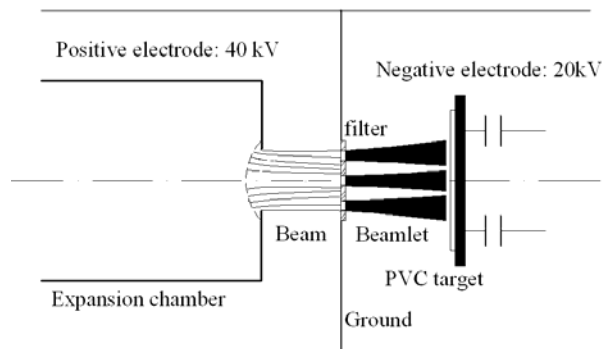 Positive electrode: 40 kV
Negative electrode: 20kV
filter
Beam
Beamlet
PVC target
Expansion chamber
Ground